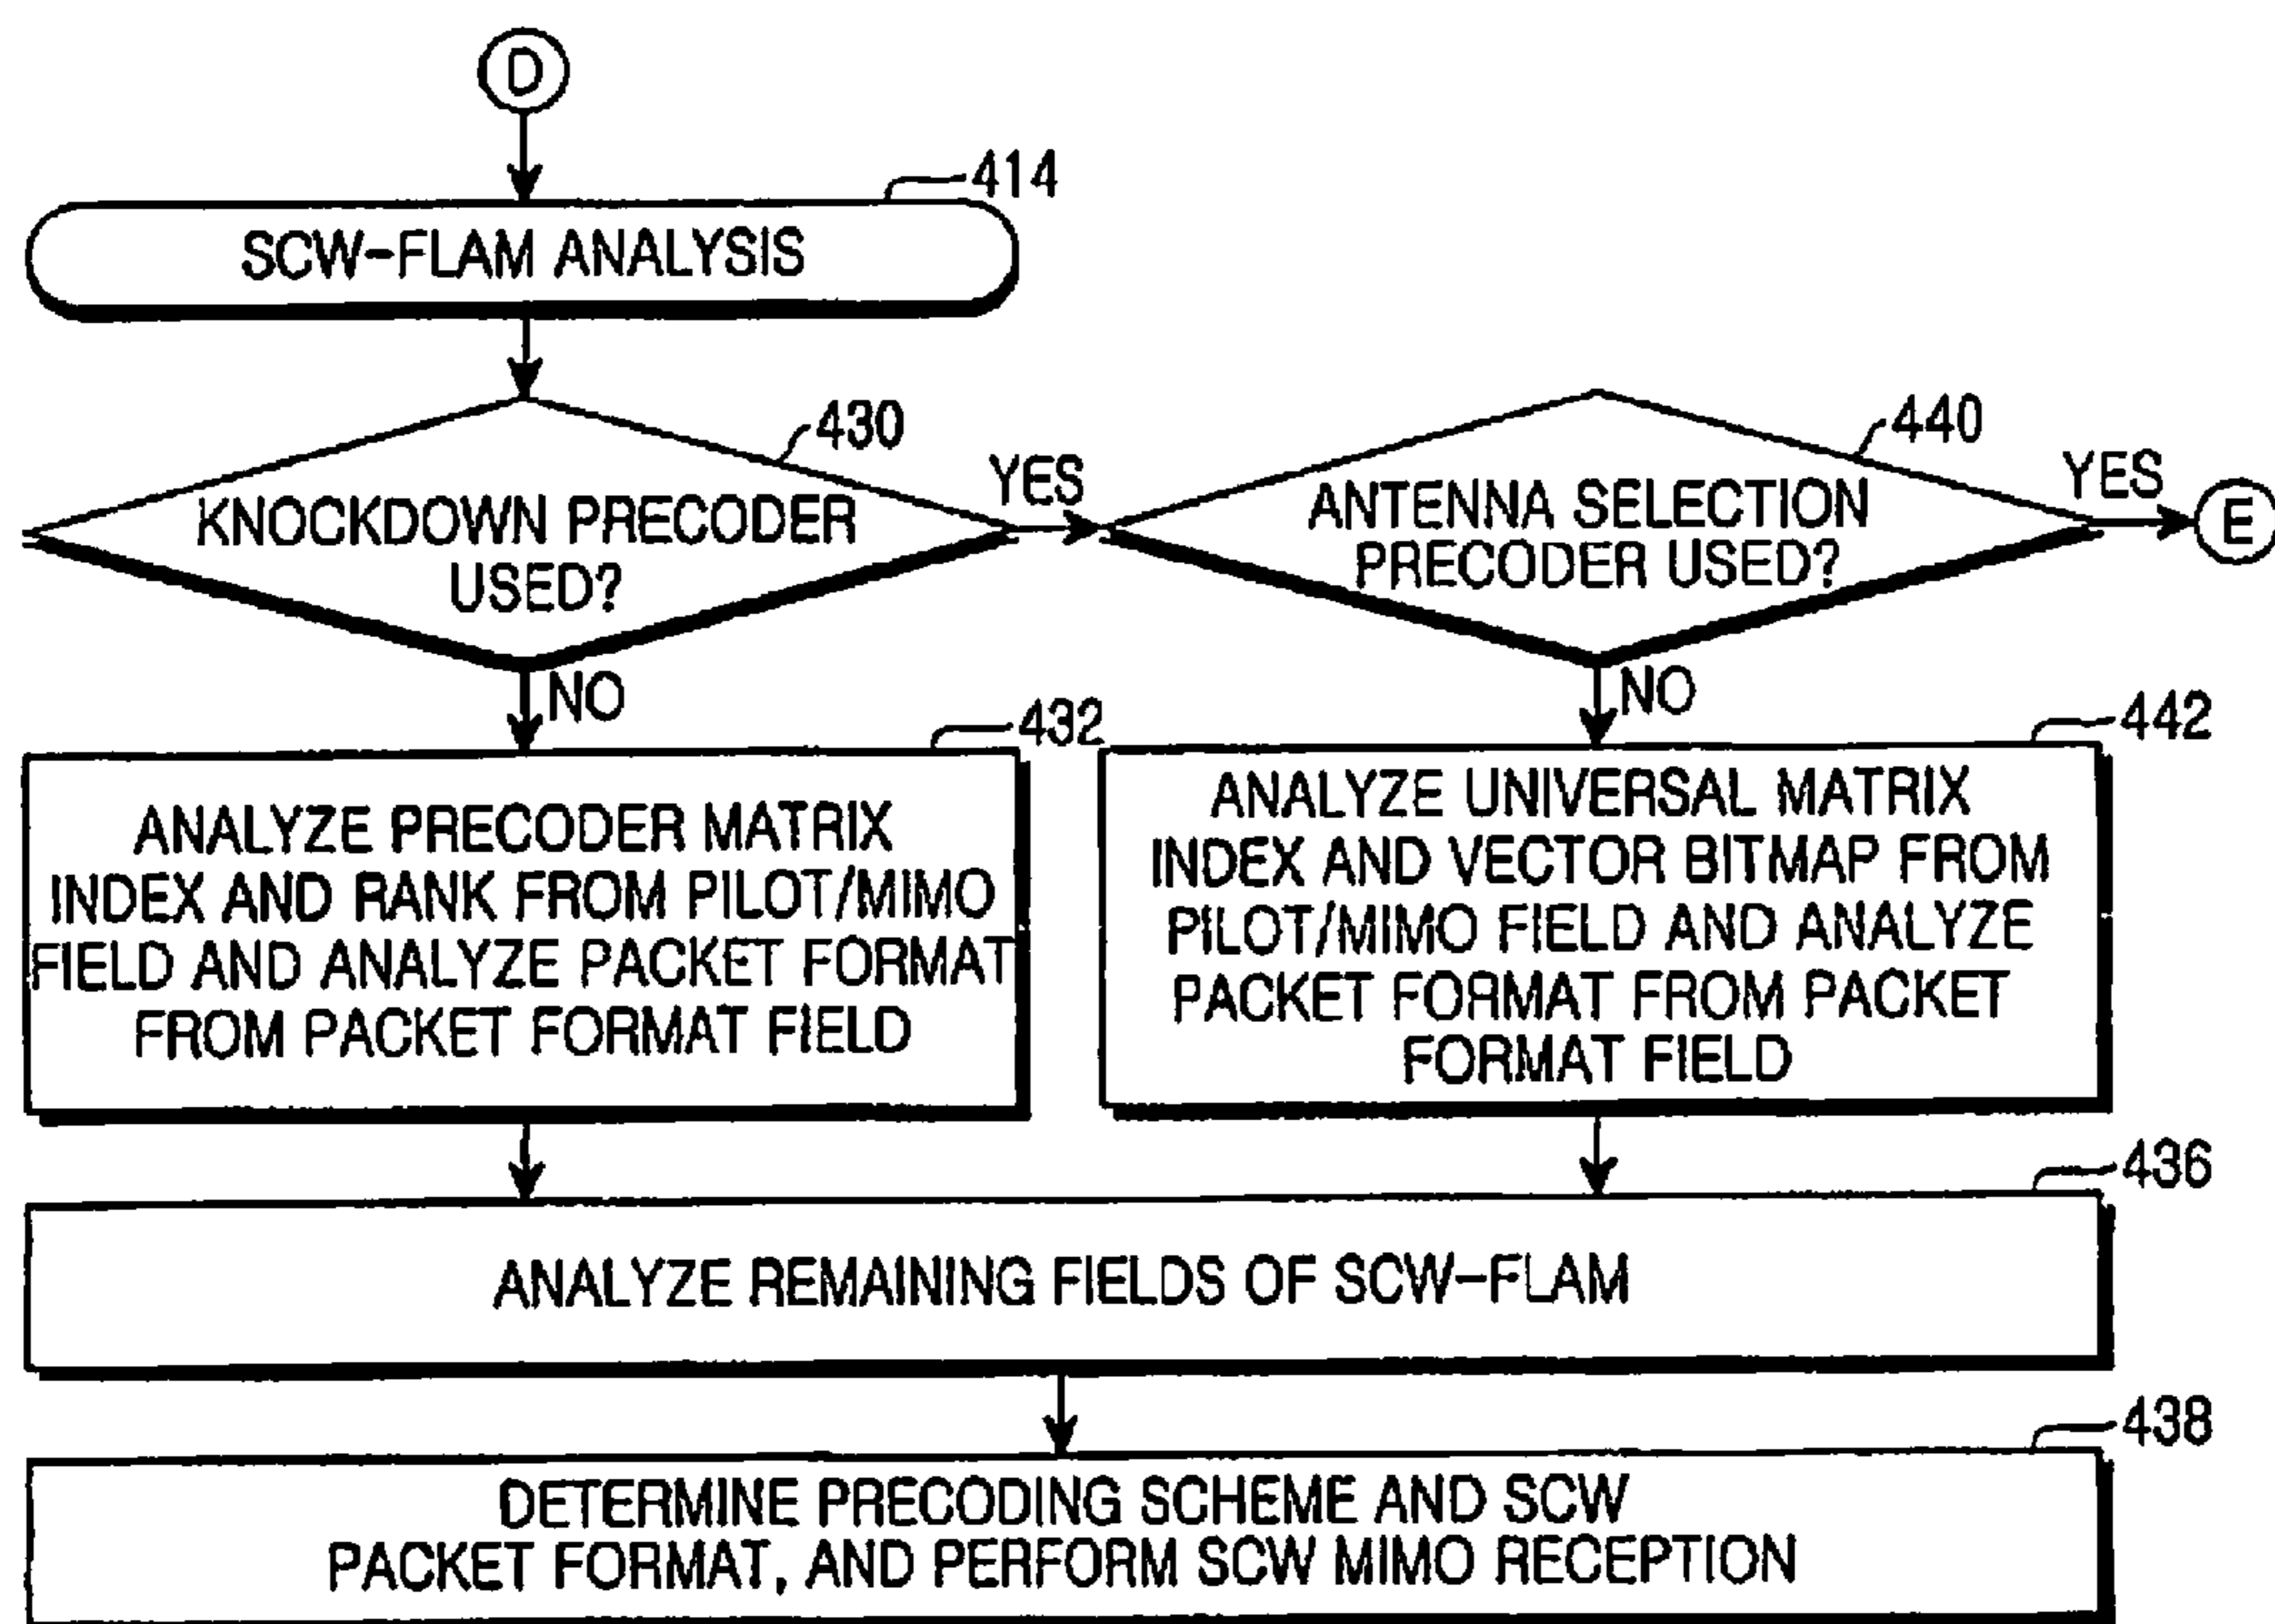 D
414
SCW-FLAM ANALYSIS
430
KNOCKDOWN PRECODER
USED?
YES
440
ANTENNA SELECTION
PRECODER USED?
YES
E
NO
NO
432
ANALYZE PRECODER MATRIX
INDEX AND RANK FROM PILOT/MIMO
FIELD AND ANALYZE PACKET FORMAT
FROM PACKET FORMAT FIELD
442
ANALYZE UNIVERSAL MATRIX
INDEX AND VECTOR BITMAP FROM
PILOT/MIMO FIELD AND ANALYZE
PACKET FORMAT FROM PACKET
FORMAT FIELD
436
ANALYZE REMAINING FIELDS OF SCW-FLAM
438
DETERMINE PRECODING SCHEME AND SCW
PACKET FORMAT, AND PERFORM SCW MIMO RECEPTION